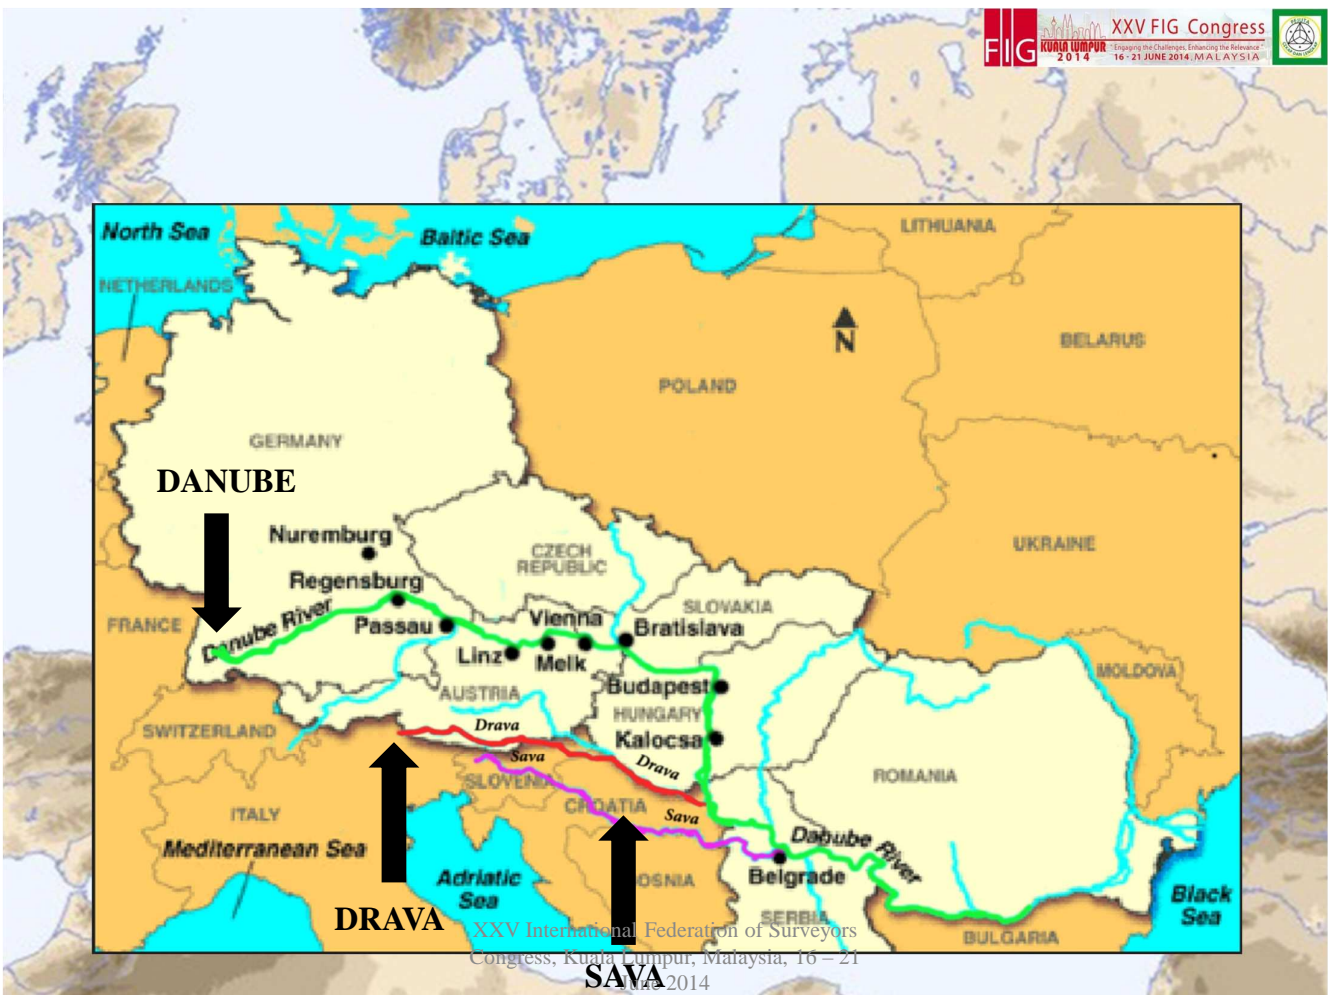 FIG
KUALA LUMPUR
2014
XXV FIG Congress
Engaging the Challenges, Enhancing the Relevance
16 - 21 JUNE 2014, MALAYSIA
North Sea
Baltic Sea
LITHUANIA
NETHERLANDS
BELARUS
N
POLAND
GERMANY
DANUBE
Nuremburg
CZECH
REPUBLIC
UKRAINE
Regensburg
SLOVAKIA
FRANCE
Danube River
Passau
Vienna
Bratislava
Linz
Melk
MOLDOVA
AUSTRIA
Budapest
HUNGARY
SWITZERLAND
Drava
Kalocsa
Sava
Drava
SLOVENIA
ROMANIA
CROATIA
Sava
ITALY
Mediterranean Sea
Danube River
Adriatic
Sea
OSNIA
Belgrade
Black
Sea
DRAVA
SERBIA
BULGARIA
XXV International Federation of Surveyors
Congress, Kuala Lumpur, Malaysia, 16 – 21
June 2014
SAVA